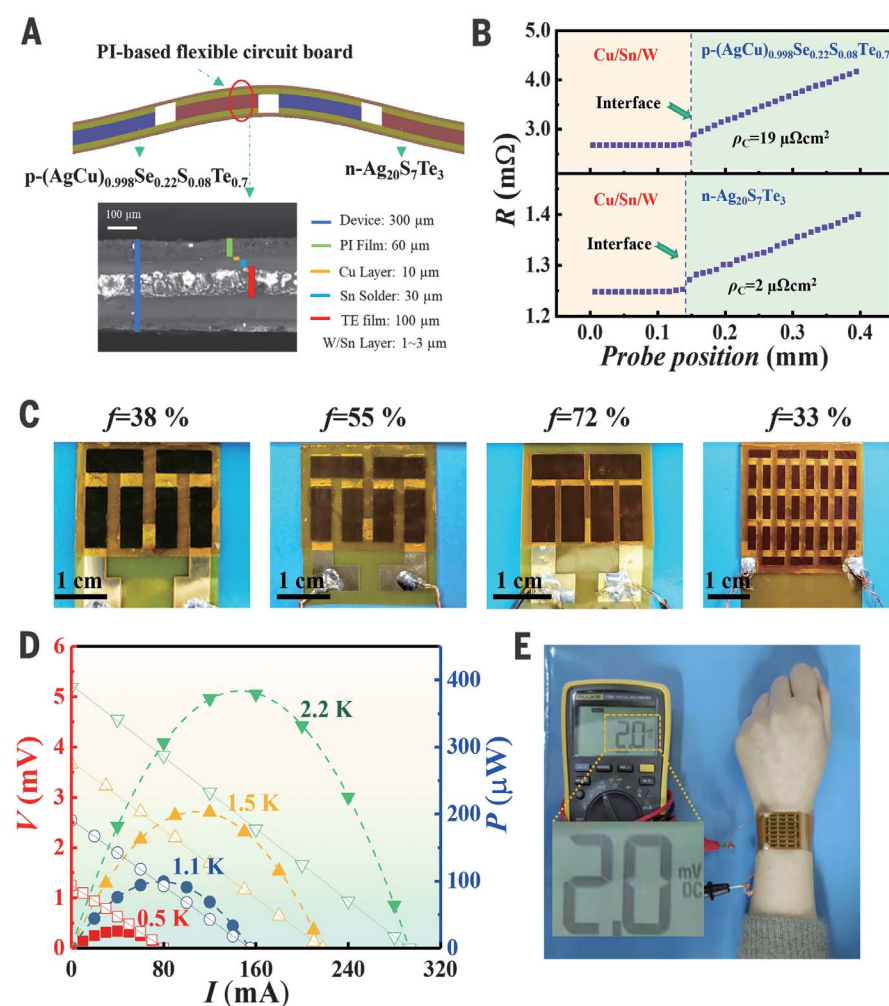 A
PI-based flexible circuit board
p-(AgCu)0.998Se0.22S0.08Te0.7
n-Ag20S7Te3
100 µm
Device: 300 µm
PI Film: 60 µm
Cu Layer: 10 µm
Sn Solder: 30 µm
TE film: 100 µm
W/Sn Layer: 1~3 µm
B
R (mΩ)
5.0
4.0
3.0
Cu/Sn/W
p-(AgCu)0.998Se0.22S0.08Te0.7
Interface
ρC=19 µΩcm2
1.4
1.3
1.2
Cu/Sn/W
n-Ag20S7Te3
Interface
ρC=2 µΩcm2
0.0 0.1 0.2 0.3 0.4
Probe position (mm)
C
f=38 % f=55 % f=72 % f=33 %
1 cm 1 cm 1 cm 1 cm
D
V (mV)
6
5
4
3
2
1
0
2.2 K
1.5 K
1.1 K
0.5 K
450
400
300
200
100
0
P (µW)
0 80 160 240 320
I (mA)
E
FLUKE
2.0
2.0
mV
DC